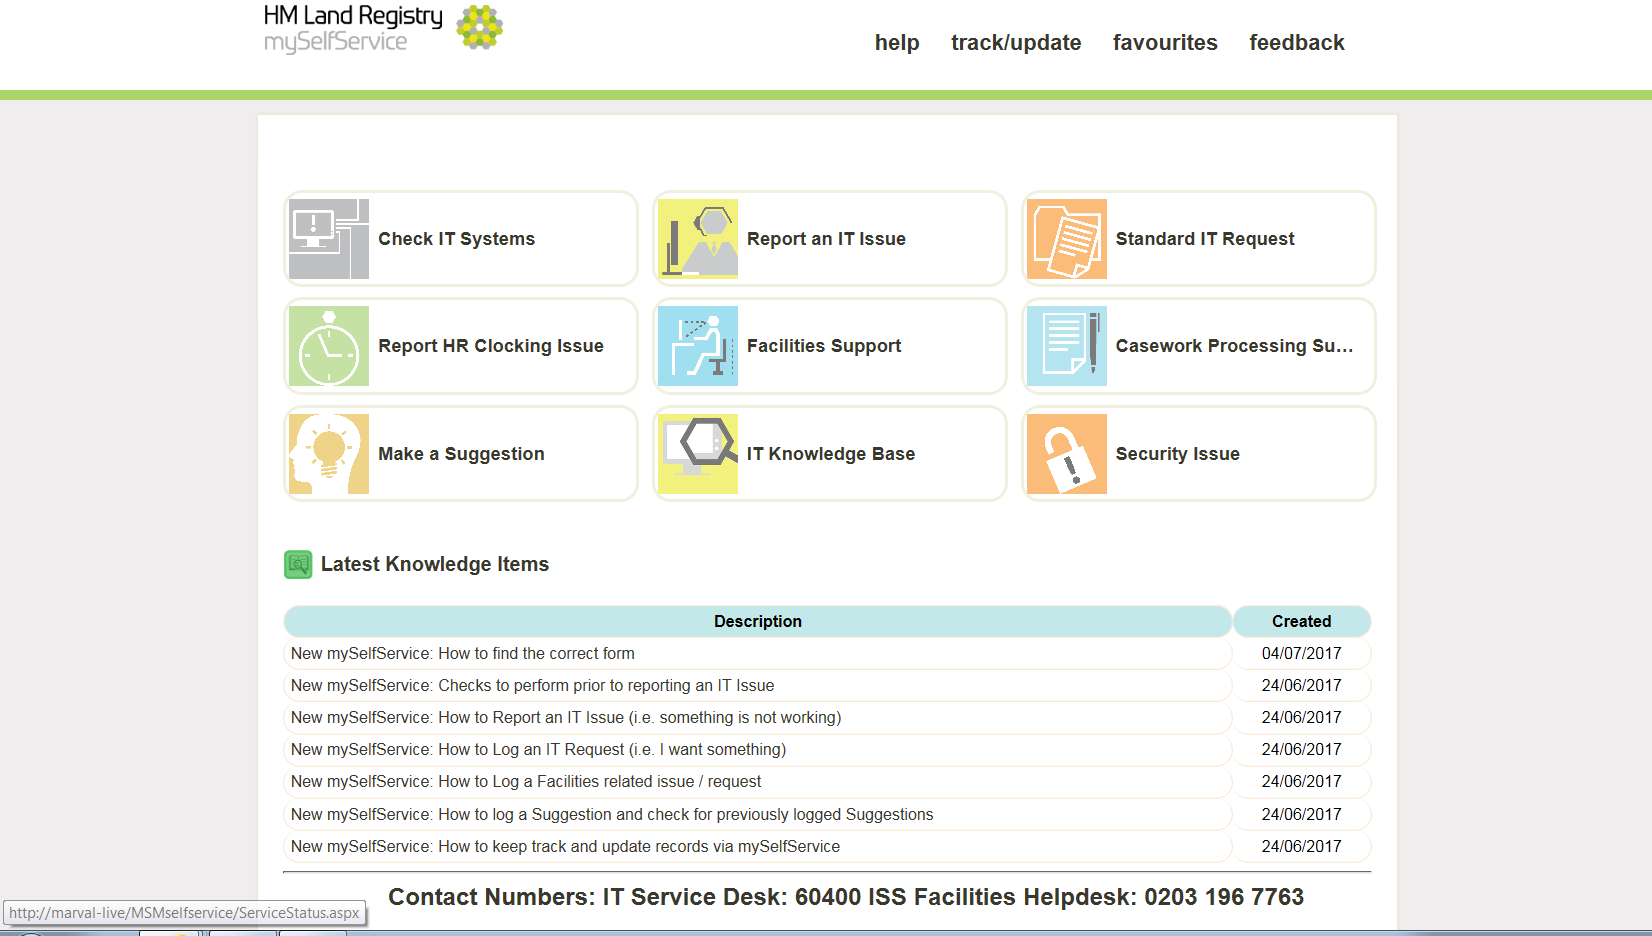 HM Land Registry
mySelfService
help track/update favourites feedback
Check IT Systems
Report an IT Issue
Standard IT Request
Report HR Clocking Issue
Facilities Support
Casework Processing Su...
Make a Suggestion
IT Knowledge Base
Security Issue
Latest Knowledge Items
Description Created
New mySelfService: How to find the correct form 04/07/2017
New mySelfService: Checks to perform prior to reporting an IT Issue 24/06/2017
New mySelfService: How to Report an IT Issue (i.e. something is not working) 24/06/2017
New mySelfService: How to Log an IT Request (i.e. I want something) 24/06/2017
New mySelfService: How to Log a Facilities related issue / request 24/06/2017
New mySelfService: How to log a Suggestion and check for previously logged Suggestions 24/06/2017
New mySelfService: How to keep track and update records via mySelfService 24/06/2017
Contact Numbers: IT Service Desk: 60400 ISS Facilities Helpdesk: 0203 196 7763
http://marval-live/MSMselfservice/ServiceStatus.aspx